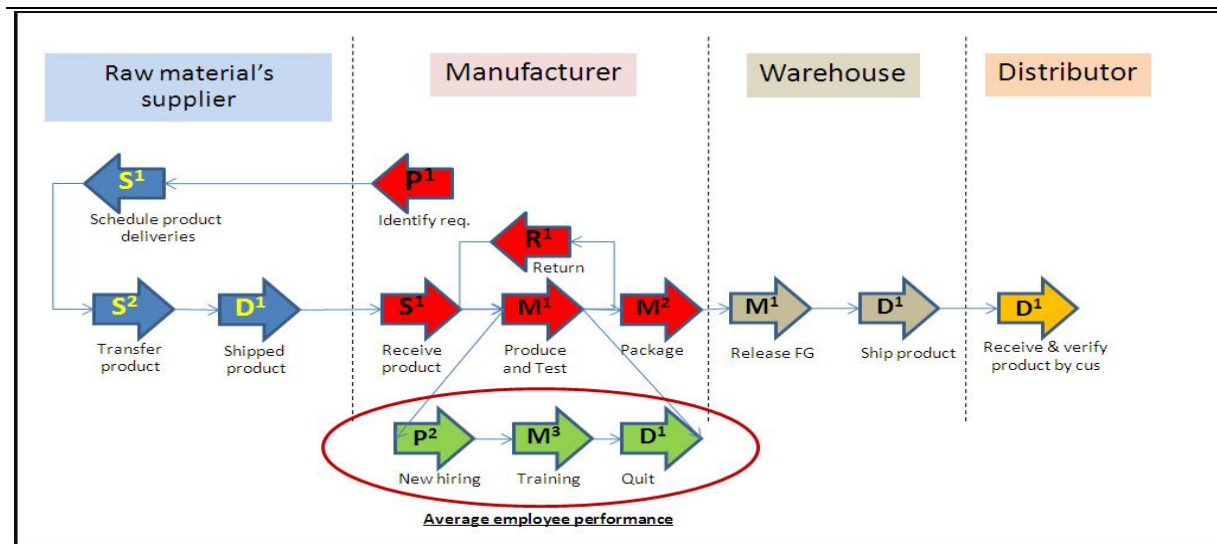 Raw material's
supplier
Manufacturer
Warehouse
Distributor
S¹
Schedule product
deliveries
P¹
Identify req.
R¹
Return
S²
Transfer
product
D¹
Shipped
product
S¹
Receive
product
M¹
Produce
and Test
M²
Package
M¹
Release FG
D¹
Ship product
D¹
Receive & verify
product by cus
P²
New hiring
M³
Training
D¹
Quit
Average employee performance